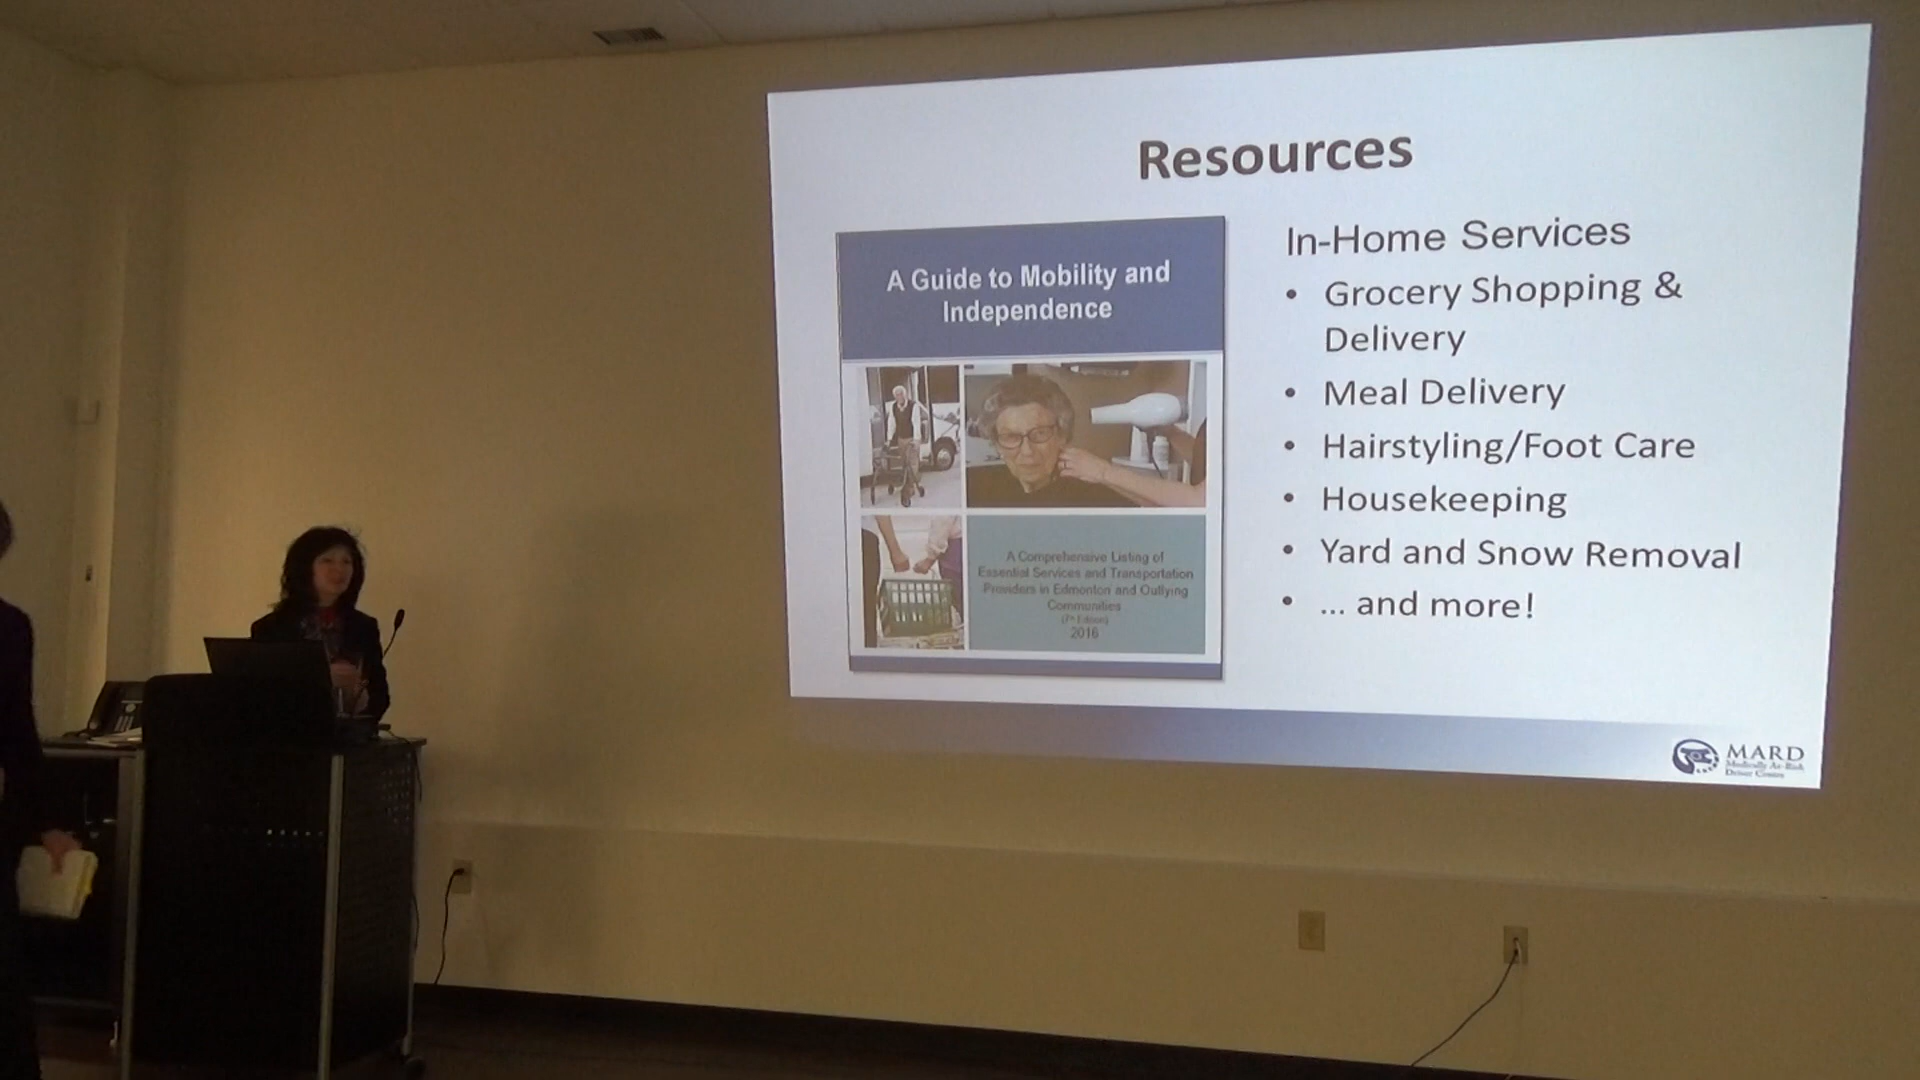 Resources
A Guide to Mobility and
Independence
A Comprehensive Listing of
Essential Services and Transportation
Providers in Edmonton and Outlying
Communities
(7th Edition)
2016
In-Home Services
• Grocery Shopping &
Delivery
• Meal Delivery
• Hairstyling/Foot Care
• Housekeeping
• Yard and Snow Removal
• ... and more!
MARD
Medically At-Risk
Driver Centre